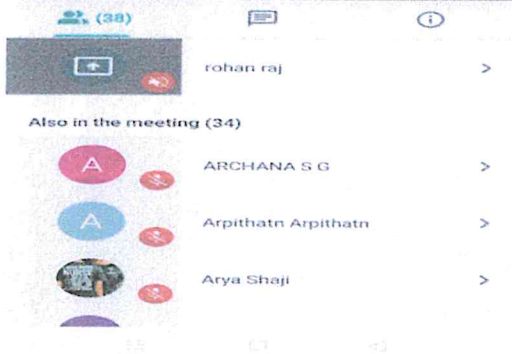 (38)
rohan raj
Also in the meeting (34)
A
ARCHANA S G
A
Arpithatn Arpithatn
Arya Shaji